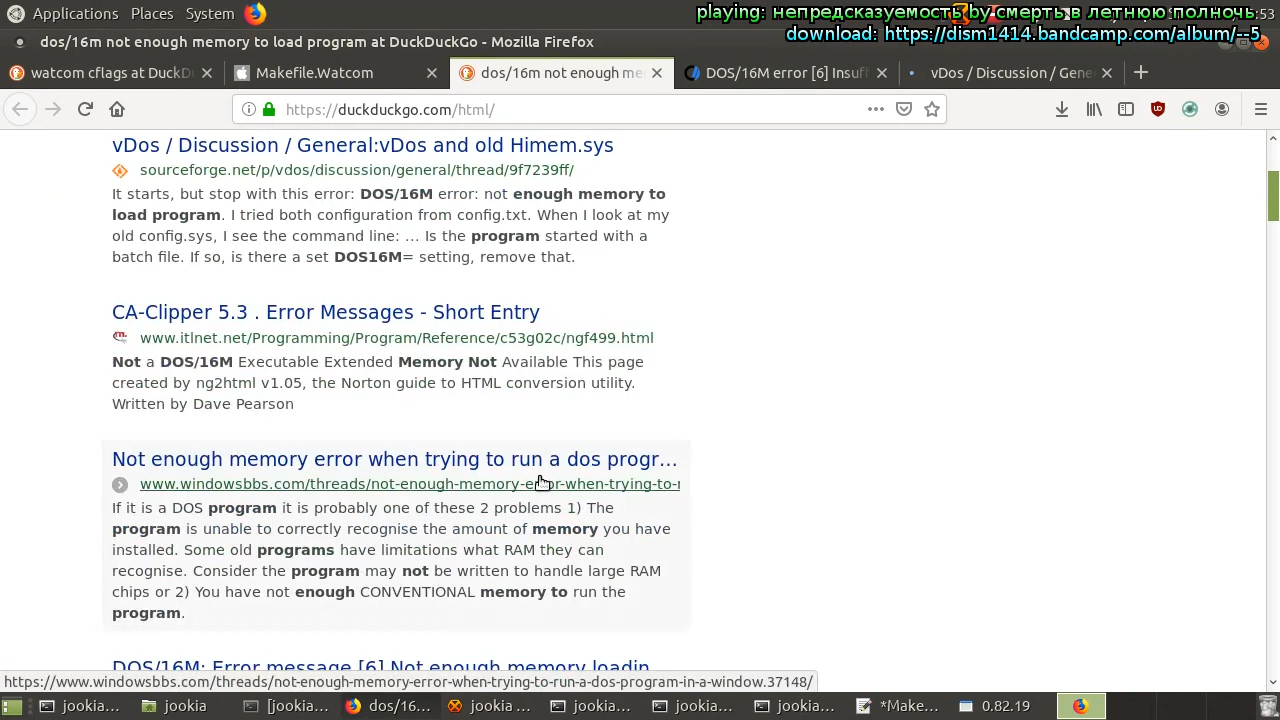 Applications Places System
playing: непредсказуемость by смерть в летнюю полночь
:53
download: https://dism1414.bandcamp.com/album/--5
dos/16m not enough memory to load program at DuckDuckGo - Mozilla Firefox
watcom cflags at DuckD
Makefile.Watcom
dos/16m not enough me
DOS/16M error [6] Insuf
vDos / Discussion / Gene
https://duckduckgo.com/html/
vDos / Discussion / General:vDos and old Himem.sys
sourceforge.net/p/vdos/discussion/general/thread/9f7239ff/
It starts, but stop with this error: DOS/16M error: not enough memory to
load program. I tried both configuration from config.txt. When I look at my
old config.sys, I see the command line: ... Is the program started with a
batch file. If so, is there a set DOS16M= setting, remove that.
CA-Clipper 5.3 . Error Messages - Short Entry
www.itlnet.net/Programming/Program/Reference/c53g02c/ngf499.html
Not a DOS/16M Executable Extended Memory Not Available This page
created by ng2html v1.05, the Norton guide to HTML conversion utility.
Written by Dave Pearson
Not enough memory error when trying to run a dos progr...
www.windowsbbs.com/threads/not-enough-memory-error-when-trying-to-r
If it is a DOS program it is probably one of these 2 problems 1) The
program is unable to correctly recognise the amount of memory you have
installed. Some old programs have limitations what RAM they can
recognise. Consider the program may not be written to handle large RAM
chips or 2) You have not enough CONVENTIONAL memory to run the
program.
DOS/16M: Error message [6] Not enough memory loadin
https://www.windowsbbs.com/threads/not-enough-memory-error-when-trying-to-run-a-dos-program-in-a-window.37148/
jookia...
jookia
[jookia...
dos/16...
jookia ...
jookia...
jookia...
jookia...
*Make...
0.82.19